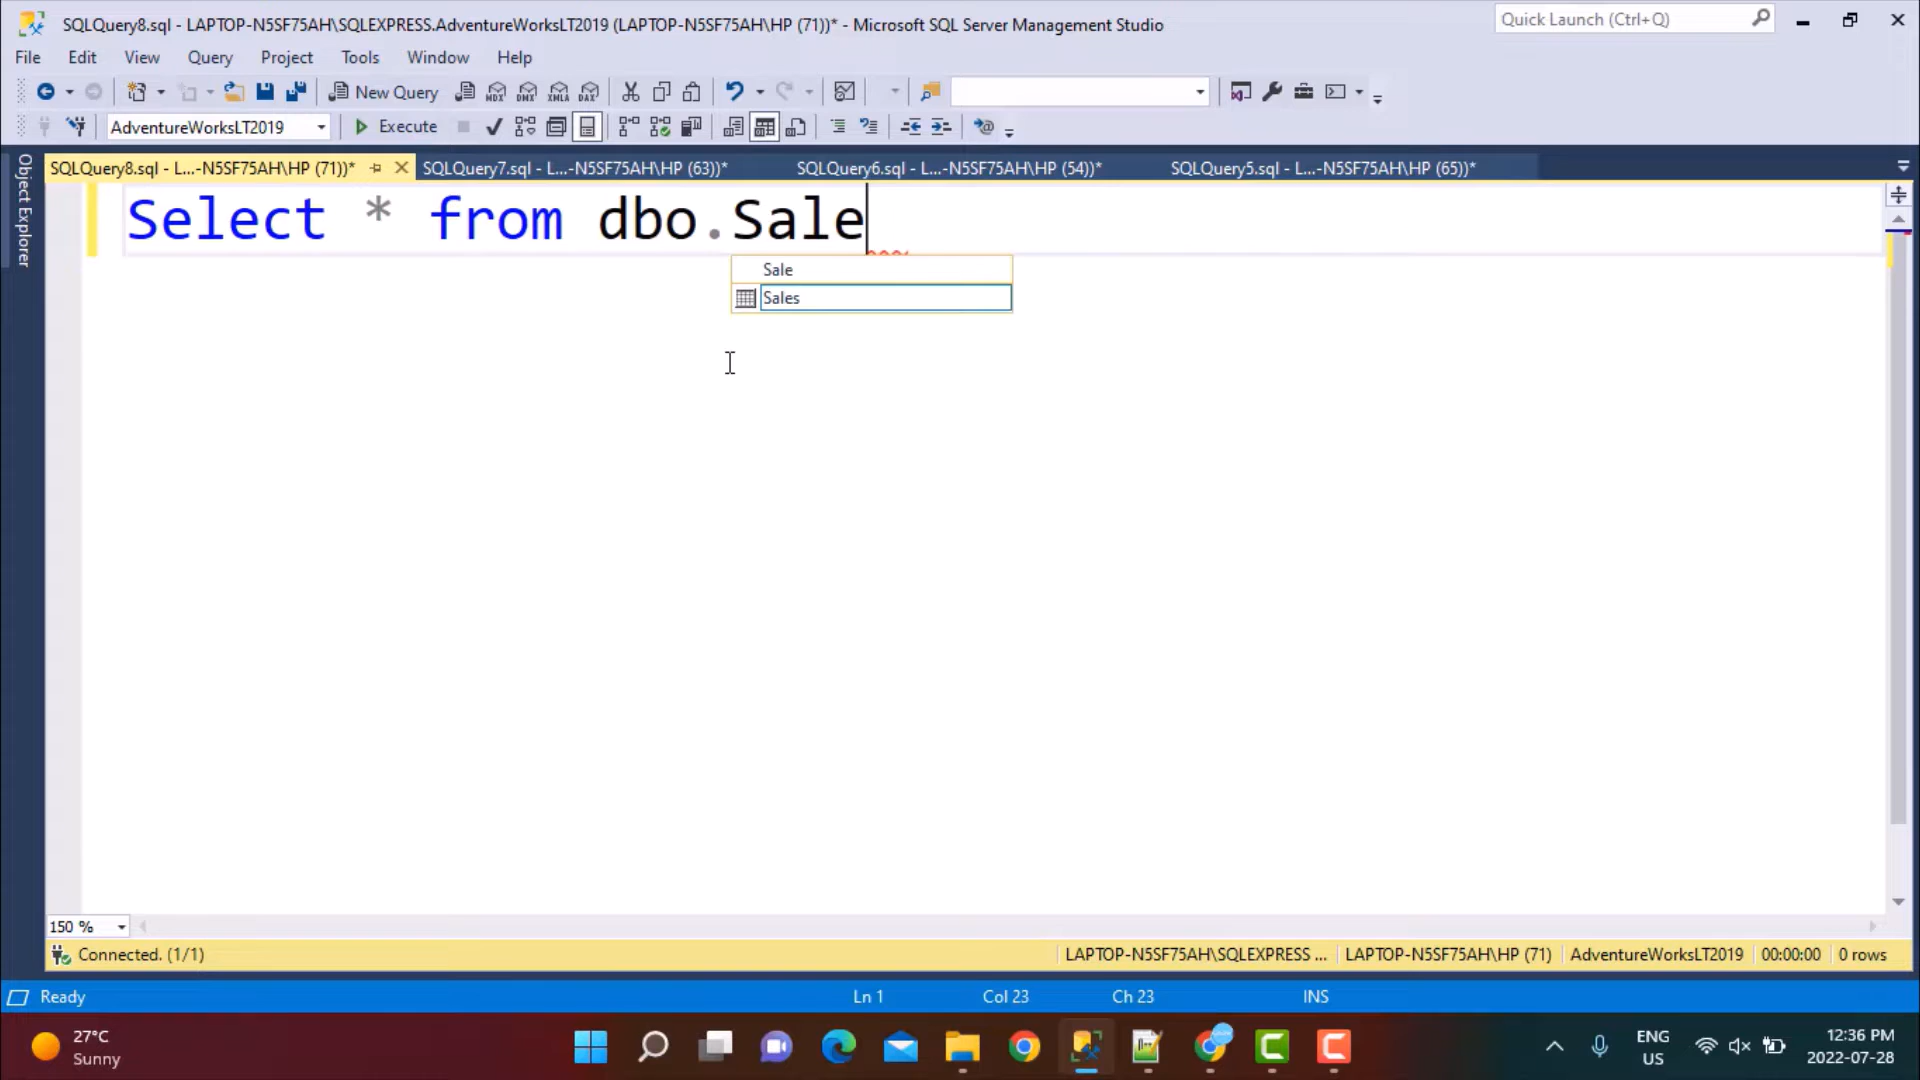 SQLQuery8.sql - LAPTOP-N5SF75AH\SQLEXPRESS.AdventureWorksLT2019 (LAPTOP-N5SF75AH\HP (71))* - Microsoft SQL Server Management Studio
Quick Launch (Ctrl+Q)
File Edit View Query Project Tools Window Help
New Query
MDX DMX XMLA DAX
AdventureWorksLT2019 Execute
SQLQuery8.sql - L...-N5SF75AH\HP (71))* SQLQuery7.sql - L...-N5SF75AH\HP (63))* SQLQuery6.sql - L...-N5SF75AH\HP (54))* SQLQuery5.sql - L...-N5SF75AH\HP (65))*
Object Explorer
Select * from dbo.Sale
Sale
Sales
150 %
Connected. (1/1) LAPTOP-N5SF75AH\SQLEXPRESS ... LAPTOP-N5SF75AH\HP (71) AdventureWorksLT2019 00:00:00 0 rows
Ready Ln 1 Col 23 Ch 23 INS
27°C
Sunny
ENG
US
12:36 PM
2022-07-28